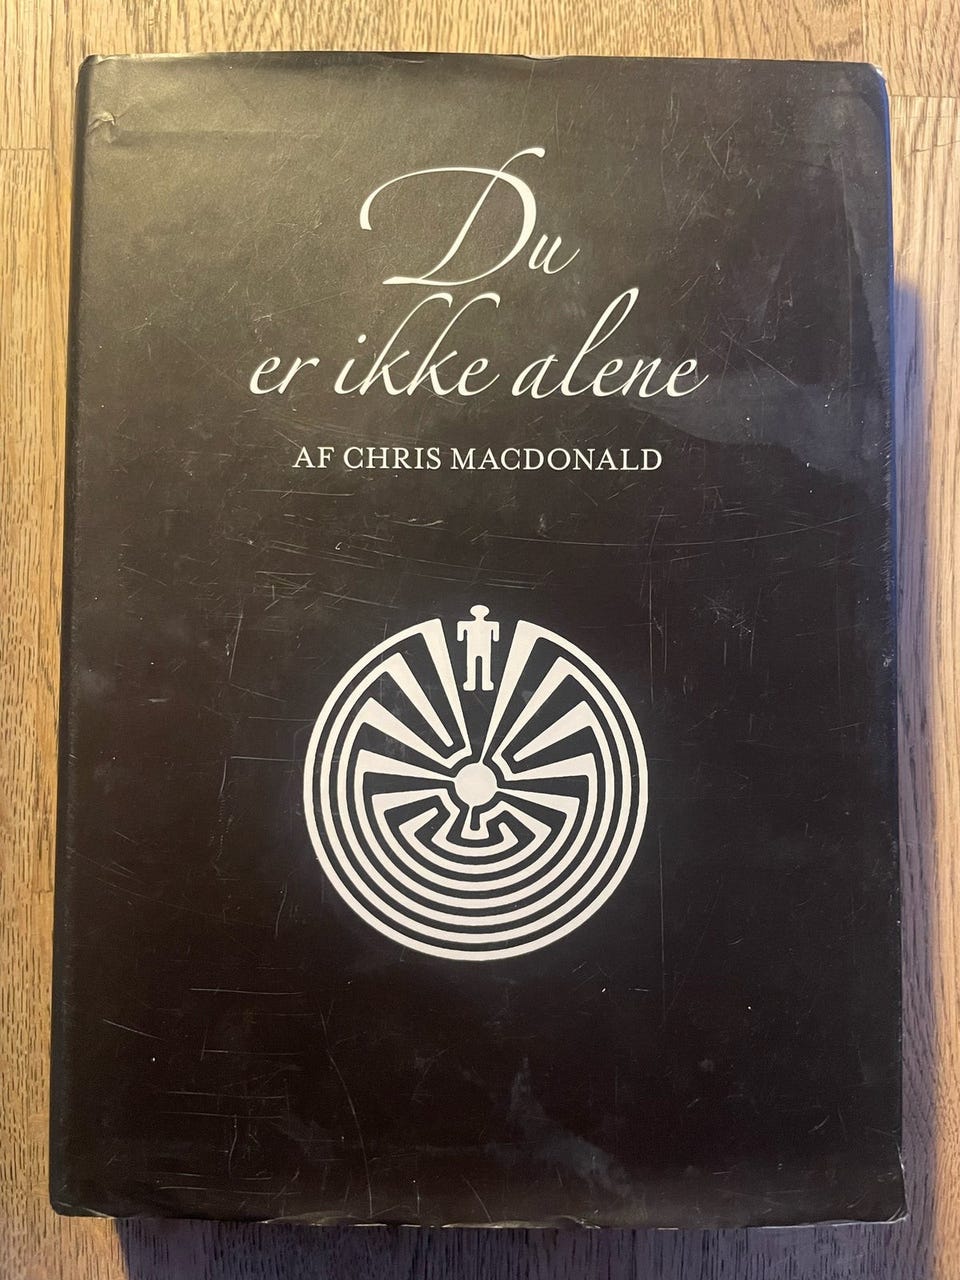 Du
er ikke alene
AF CHRIS MACDONALD